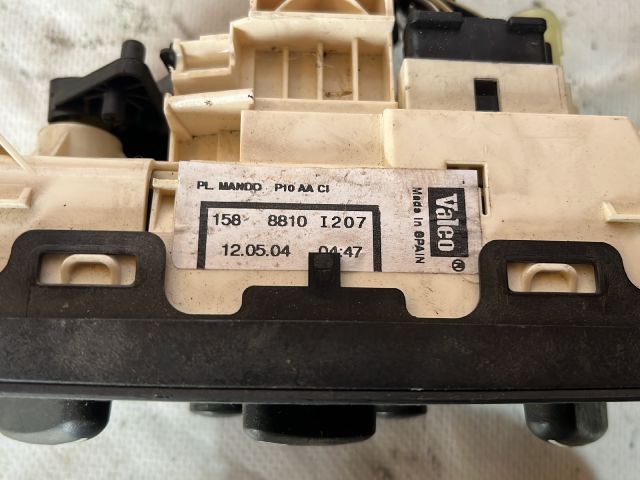 PL. MANDO P10 AA CI
158 8810 I207
12.05.04 04:47
Valeo ®
Made in SPAIN